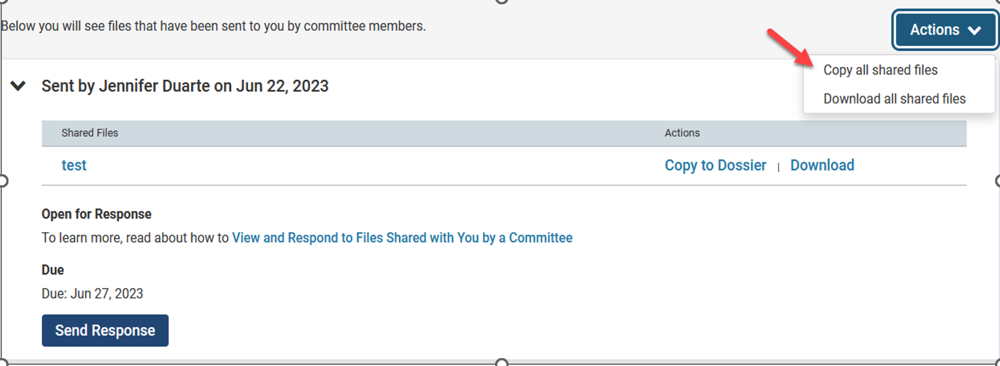 Below you will see files that have been sent to you by committee members.
Actions
Copy all shared files
Download all shared files
Sent by Jennifer Duarte on Jun 22, 2023
Shared Files Actions
test Copy to Dossier | Download
Open for Response
To learn more, read about how to View and Respond to Files Shared with You by a Committee
Due
Due: Jun 27, 2023
Send Response